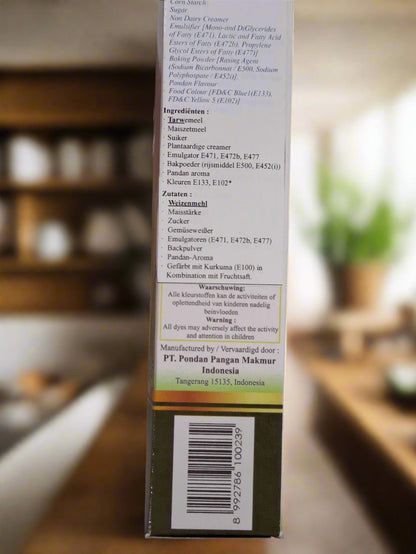 Corn Starch
Sugar
Non Dairy Creamer
Emulsifier [Mono-and DiGlycerides
of Fatty (E471), Lactic and Fatty Acid
Esters of Fatty (E472b), Propylene
Glycol Esters of Fatty (E477)]
Baking Powder [Rasing Agent
(Sodium Bicarbonnat / E500, Sodium
Polyphospate / E452i)].
Pandan Flavour
Food Colour [FD&C Blue1(E133),
FD&C Yellow 5 (E102)]
Ingrediënten :
· Tarwemeel
· Maiszetmeel
· Suiker
· Plantaardige creamer
· Emulgator E471, E472b, E477
· Bakpoeder (rijsmiddel E500, E452(i))
· Pandan aroma
· Kleuren E133, E102*
Zutaten :
· Weizenmehl
· Maisstärke
· Zucker
· Gemüseweißer
· Emulgatoren (E471, E472b, E477)
· Backpulver
· Pandan-Aroma
· Gefärbt mit Kurkuma (E100) in
Kombination mit Fruchtsaft.
Waarschuwing:
Alle kleurstoffen kan de activiteiten of
oplettendheid van kinderen nadelig
beinvloeden
Warning :
All dyes may adversely affect the activity
and attention in children
Manufactured by / Vervaardigd door :
PT. Pondan Pangan Makmur
Indonesia
Tangerang 15135, Indonesia
8 992786 100239